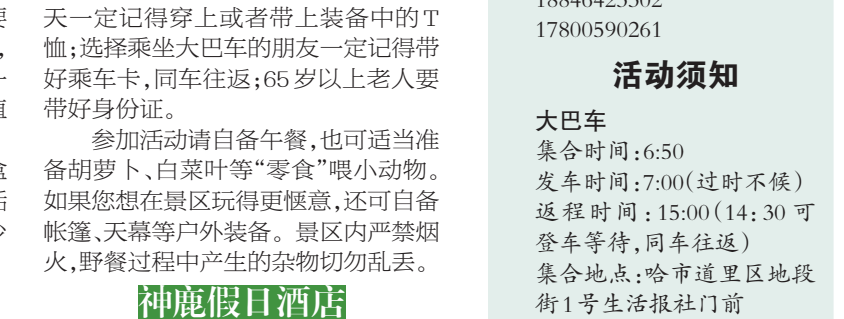 天一定记得穿上或者带上装备中的T
恤;选择乘坐大巴车的朋友一定记得带
好乘车卡,同车往返;65岁以上老人要
带好身份证。
参加活动请自备午餐,也可适当准
备胡萝卜、白菜叶等“零食”喂小动物。
如果您想在景区玩得更惬意,还可自备
帐篷、天幕等户外装备。景区内严禁烟
火,野餐过程中产生的杂物切勿乱丢。
神鹿假日酒店
17800590261
活动须知
大巴车
集合时间:6:50
发车时间:7:00(过时不候)
返程时间:15:00(14:30可
登车等待,同车往返)
集合地点:哈市道里区地段
街1号生活报社门前